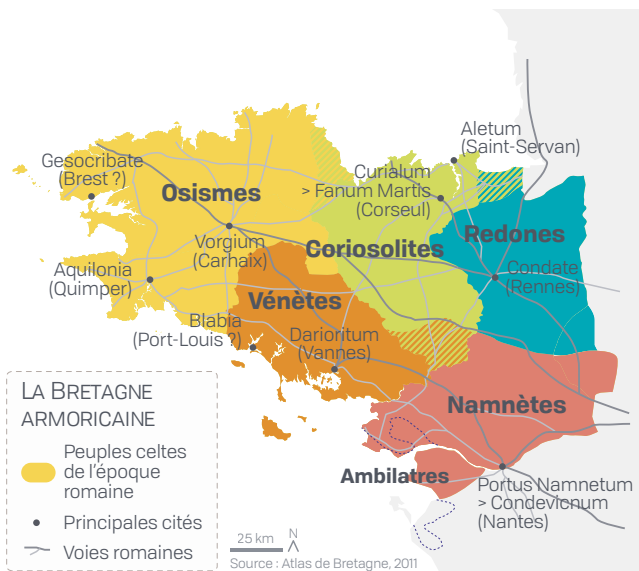 Aletum
(Saint-Servan)
Gesocribate
(Brest ?)
Curialum
> Fanum Martis
(Corseul)
Osismes
Redones
Vorgium
(Carhaix)
Coriosolites
Condate
(Rennes)
Aquilonia
(Quimper)
Vénètes
Blabia
(Port-Louis ?)
Darioritum
(Vannes)
Namnètes
Ambilatres
Portus Namnetum
> Condevicnum
(Nantes)
LA BRETAGNE
ARMORICAINE
Peuples celtes
de l'époque
romaine
Principales cités
Voies romaines
25 km
N
Source : Atlas de Bretagne, 2011